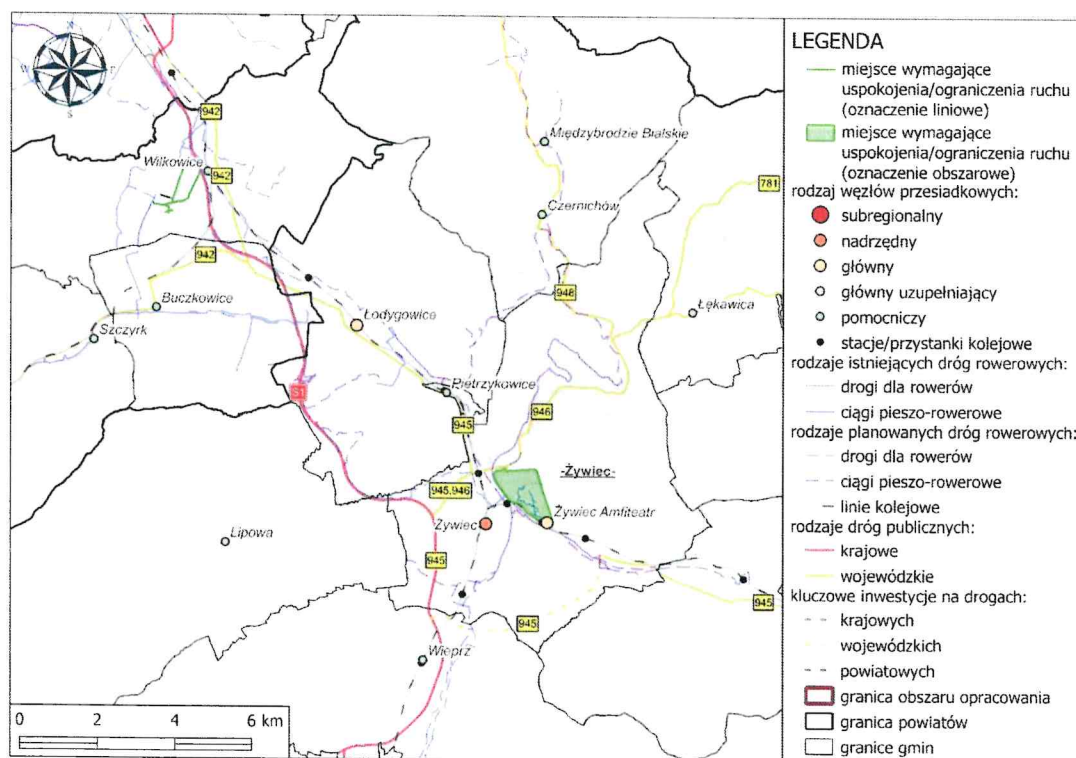 N
S
942
Wilkowice
942
Międzybrodzie Bialskie
781
Czernichów
942
Buczkowice
948
Łękawica
Szczyrk
Łodygowice
S1
Pietrzykowice
945
946
-Żywiec-
945,946
Żywiec
Żywiec Amfiteatr
Lipowa
945
945
945
Wieprz
0 2 4 6 km
LEGENDA
miejsce wymagające
uspokojenia/ograniczenia ruchu
(oznaczenie liniowe)
miejsce wymagające
uspokojenia/ograniczenia ruchu
(oznaczenie obszarowe)
rodzaj węzłów przesiadkowych:
subregionalny
nadrzędny
główny
główny uzupełniający
pomocniczy
stacje/przystanki kolejowe
rodzaje istniejących dróg rowerowych:
drogi dla rowerów
ciągi pieszo-rowerowe
rodzaje planowanych dróg rowerowych:
drogi dla rowerów
ciągi pieszo-rowerowe
linie kolejowe
rodzaje dróg publicznych:
krajowe
wojewódzkie
kluczowe inwestycje na drogach:
krajowych
wojewódzkich
powiatowych
granica obszaru opracowania
granica powiatów
granice gmin